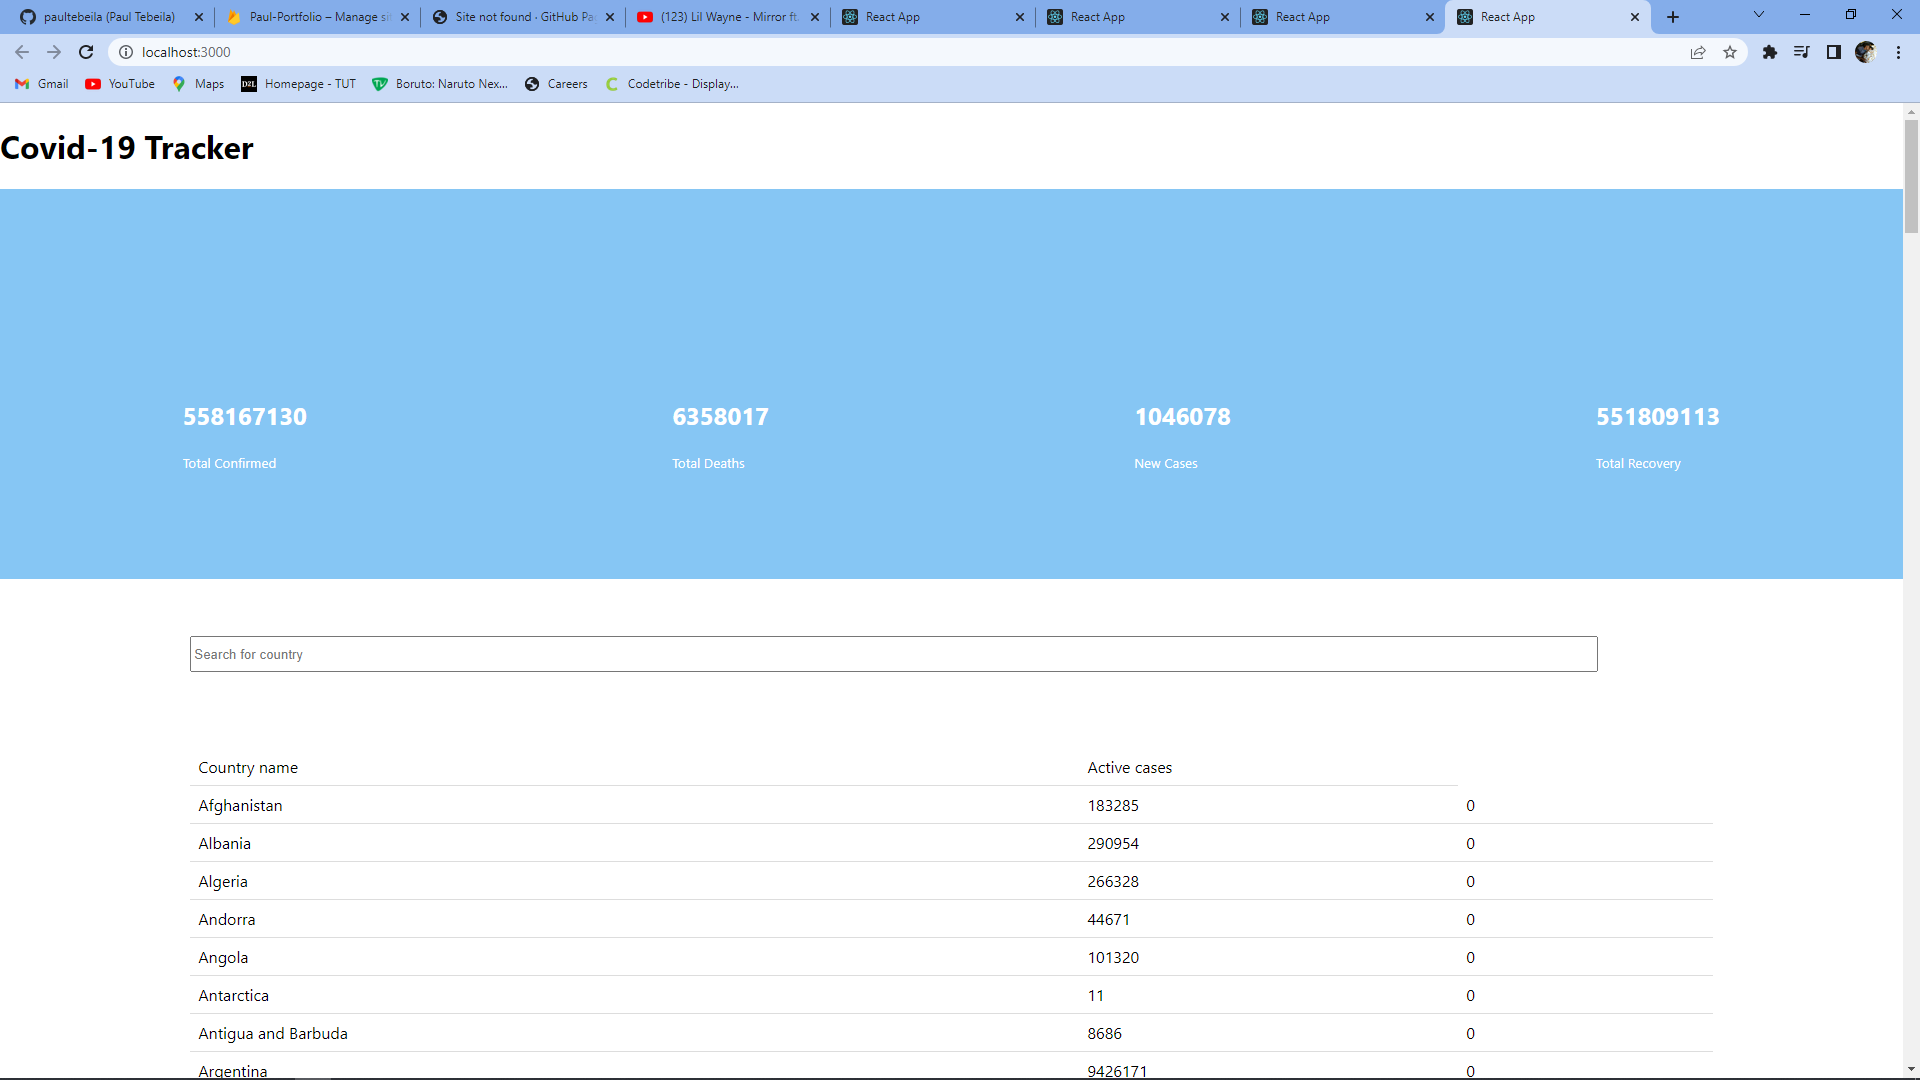 paultebeila (Paul Tebeila)
Paul-Portfolio – Manage si
Site not found · GitHub Pa
(123) Lil Wayne - Mirror ft.
React App
React App
React App
React App
localhost:3000
Gmail
YouTube
Maps
D2L
Homepage - TUT
Boruto: Naruto Nex...
Careers
Codetribe - Display...
Covid-19 Tracker
558167130 6358017 1046078 551809113
Total Confirmed Total Deaths New Cases Total Recovery
Search for country
Country name Active cases
Afghanistan 183285 0
Albania 290954 0
Algeria 266328 0
Andorra 44671 0
Angola 101320 0
Antarctica 11 0
Antigua and Barbuda 8686 0
Argentina 9426171 0